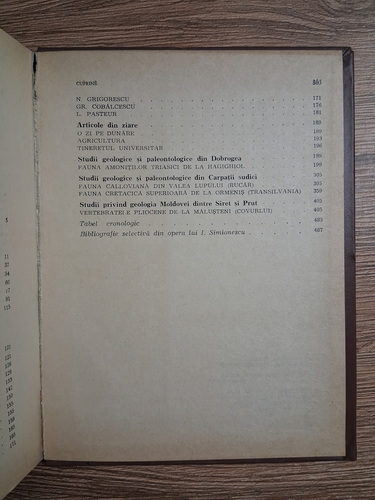 CUPRINS 503
N. GRIGORESCU 171
GR. COBĂLCESCU 176
L. PASTEUR 181
Articole din ziare 189
O ZI PE DUNARE 189
AGRICULTURA
TINERETUL UNIVERSITAR 196
Studii geologice și paleontologice din Dobrogea 199
FAUNA AMONIȚILOR TRIASICI DE LA HAGIGHIOL 199
Studii geologice și paleontologice din Carpații sudici 305
FAUNA CALLOVIANĂ DIN VALEA LUPULUI (RUCĂR) 305
FAUNA CRETACICĂ SUPERIOARĂ DE LA ORMENIȘ (TRANSILVANIA) 359
Studii privind geologia Moldovei dintre Siret și Prut 405
VERTEBRATELE PLIOCENE DE LA MĂLUȘTENI (COVURLUI) 405
Tabel cronologic 485
Bibliografie selectivă din opera lui I. Simionescu 487